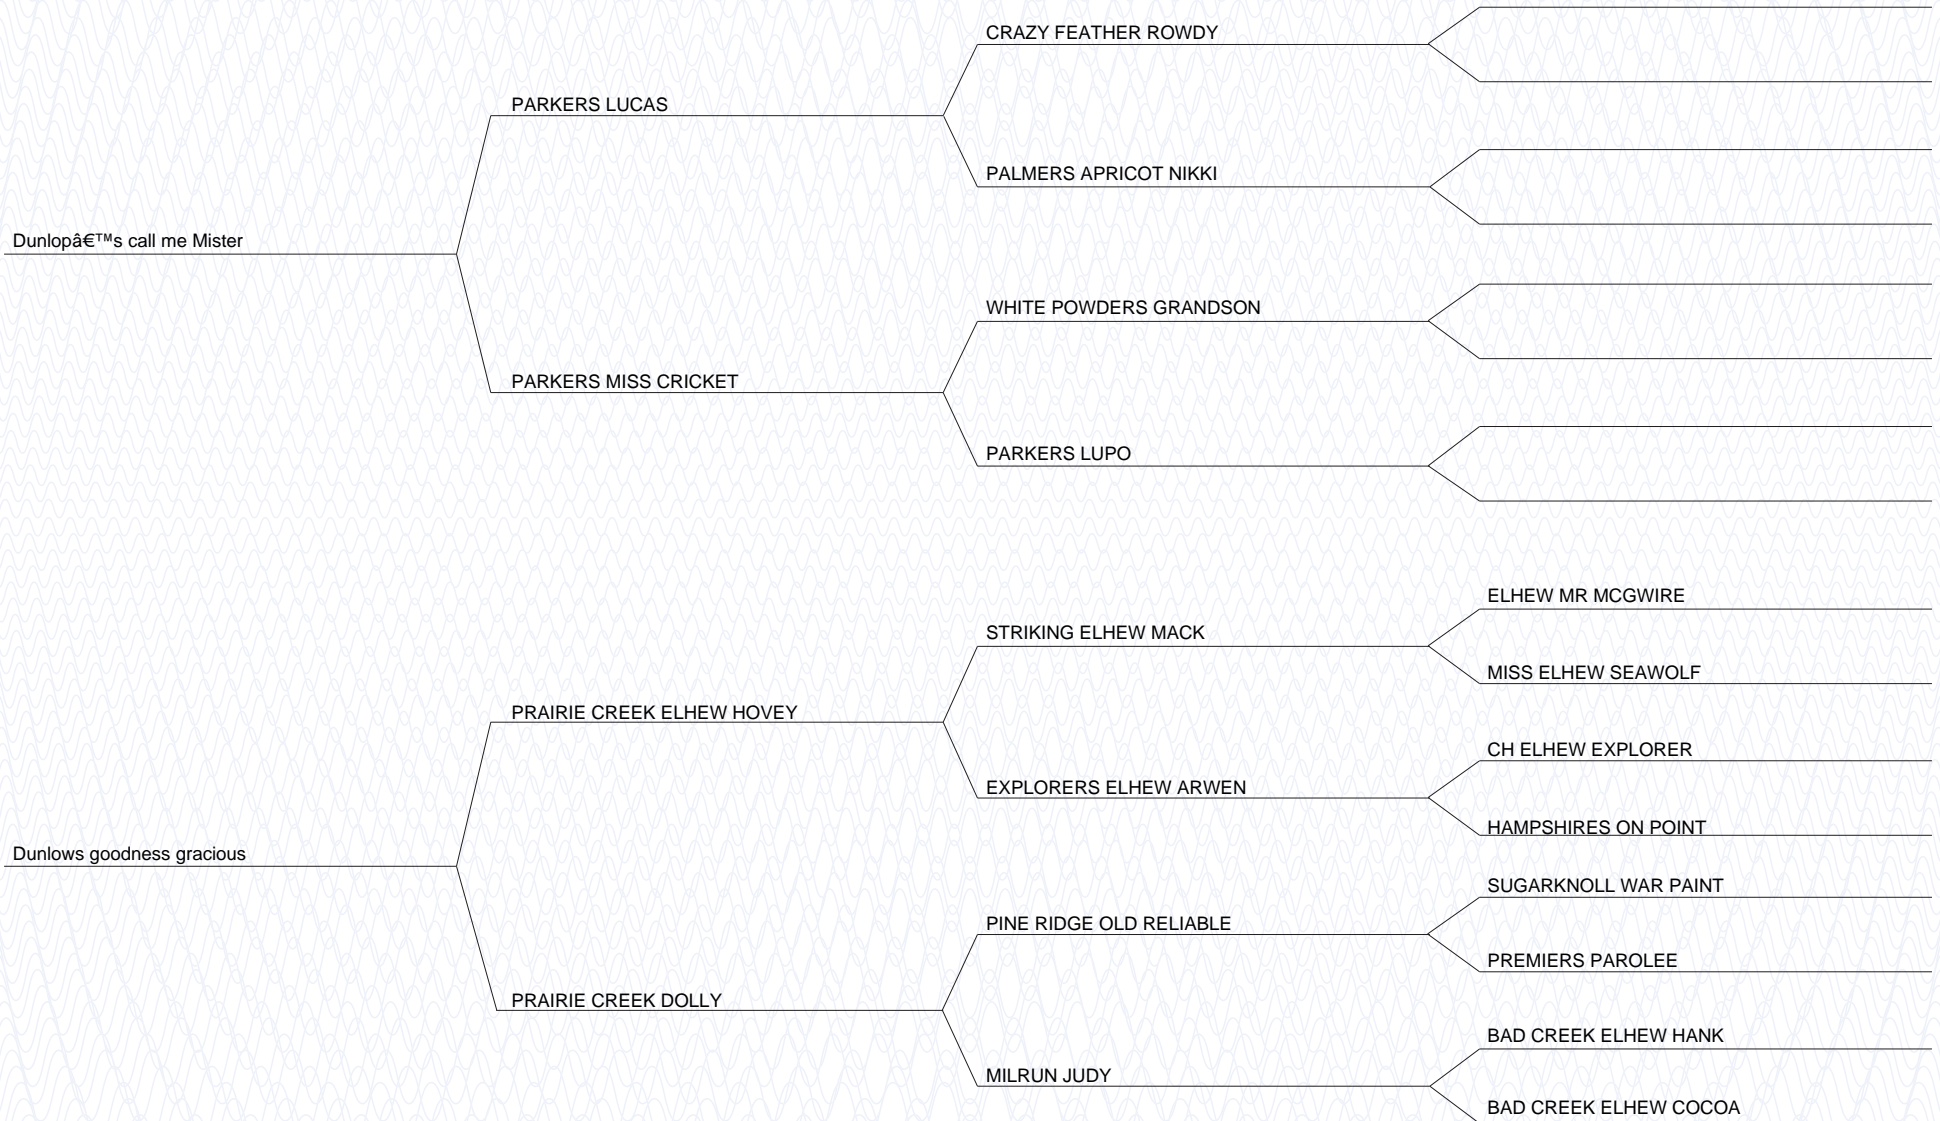 CRAZY FEATHER ROWDY
PARKERS LUCAS
PALMERS APRICOT NIKKI
Dunlopâ€™s call me Mister
WHITE POWDERS GRANDSON
PARKERS MISS CRICKET
PARKERS LUPO
ELHEW MR MCGWIRE
STRIKING ELHEW MACK
MISS ELHEW SEAWOLF
PRAIRIE CREEK ELHEW HOVEY
CH ELHEW EXPLORER
EXPLORERS ELHEW ARWEN
HAMPSHIRES ON POINT
Dunlows goodness gracious
SUGARKNOLL WAR PAINT
PINE RIDGE OLD RELIABLE
PREMIERS PAROLEE
PRAIRIE CREEK DOLLY
BAD CREEK ELHEW HANK
MILRUN JUDY
BAD CREEK ELHEW COCOA